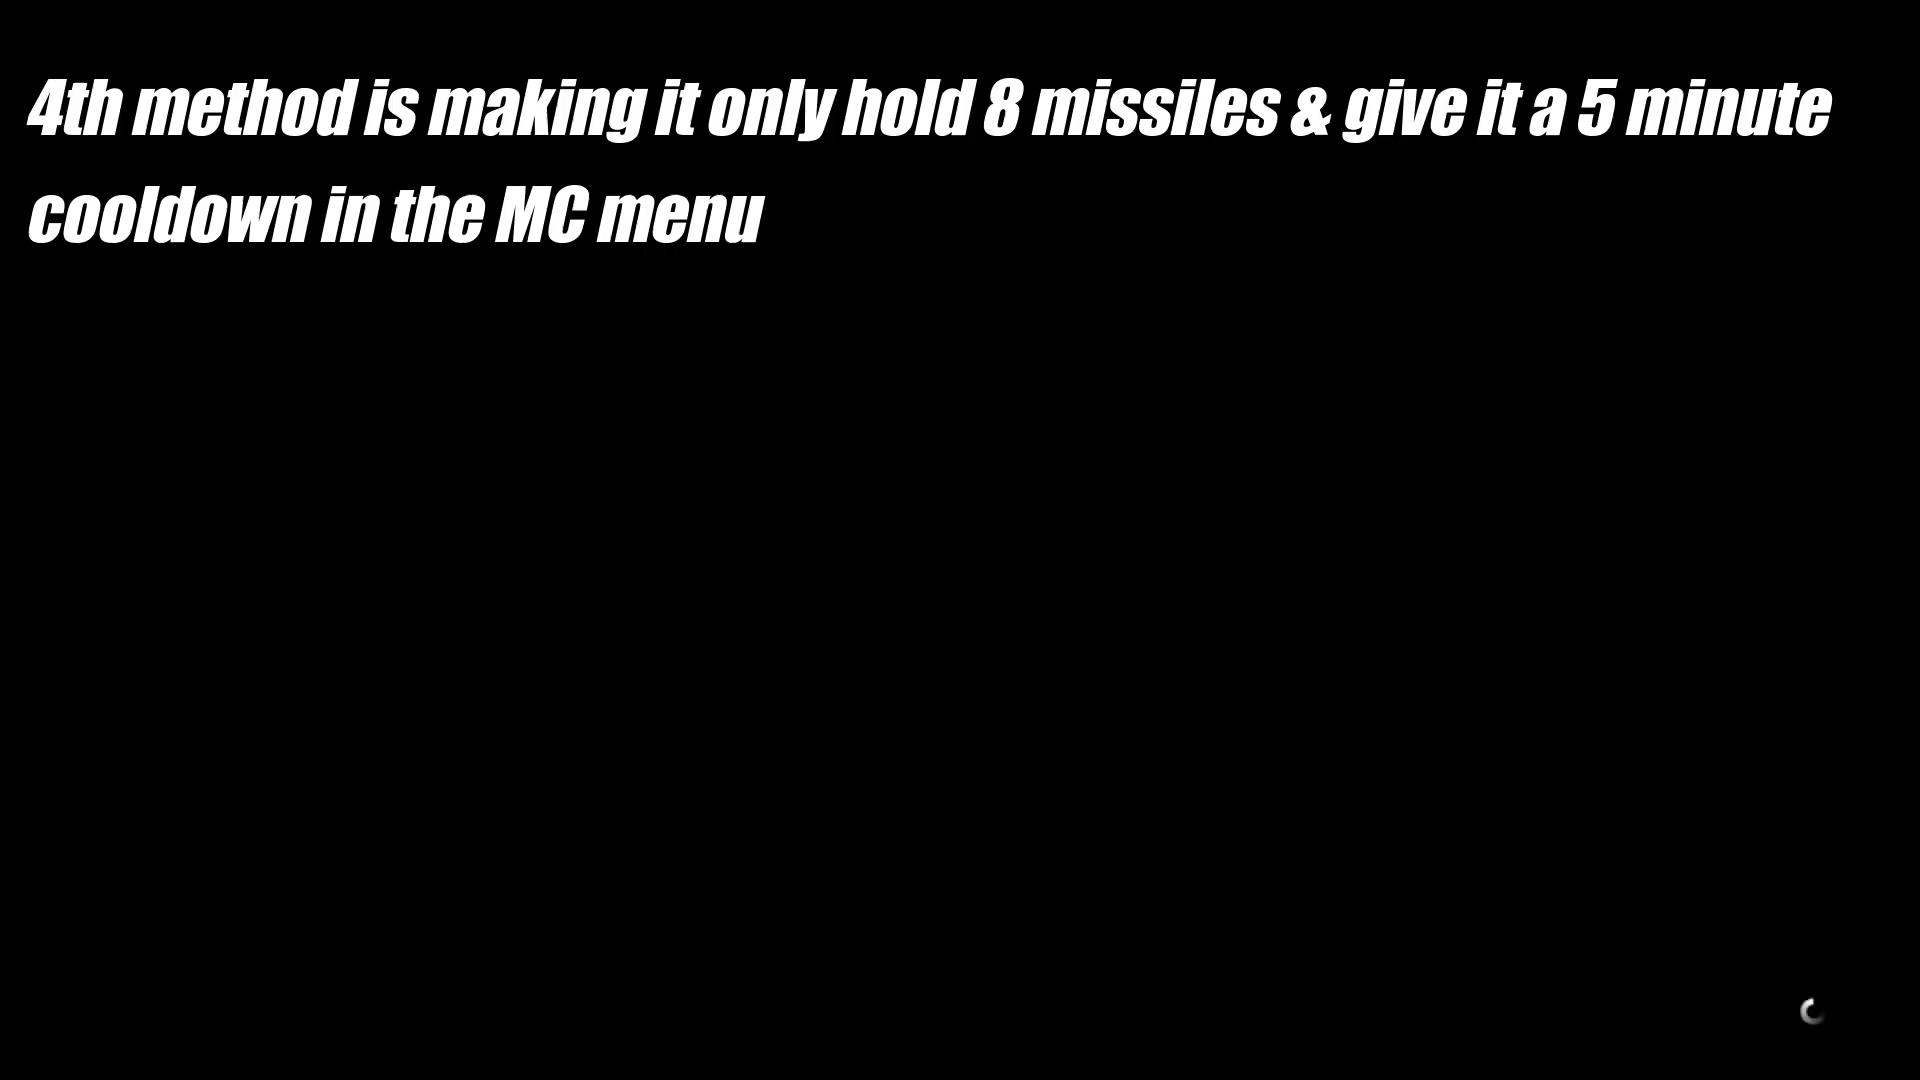 4th method is making it only hold 8 missiles & give it a 5 minute
cooldown in the MC menu